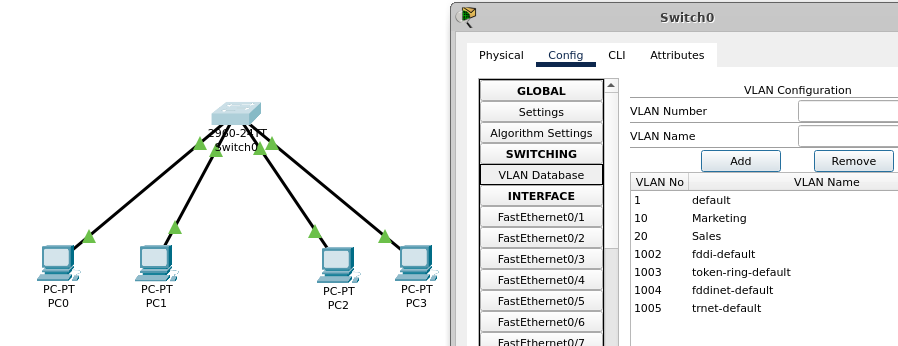 2960-24TT
Switch0
PC-PT
PC0
PC-PT
PC1
PC-PT
PC2
PC-PT
PC3
Switch0
Physical Config CLI Attributes
GLOBAL
Settings
Algorithm Settings
SWITCHING
VLAN Database
INTERFACE
FastEthernet0/1
FastEthernet0/2
FastEthernet0/3
FastEthernet0/4
FastEthernet0/5
FastEthernet0/6
FastEthernet0/7
VLAN Configuration
VLAN Number
VLAN Name
Add Remove
VLAN No VLAN Name
1 default
10 Marketing
20 Sales
1002 fddi-default
1003 token-ring-default
1004 fddinet-default
1005 trnet-default